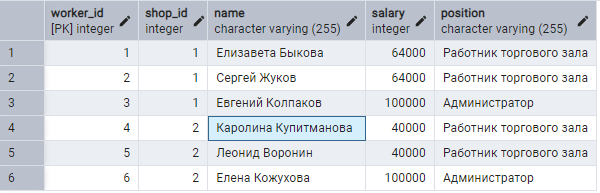 worker_id shop_id name salary position
[PK] integer integer character varying (255) integer character varying (255)
1 1 1 Елизавета Быкова 64000 Работник торгового зала
2 2 1 Сергей Жуков 64000 Работник торгового зала
3 3 1 Евгений Колпаков 100000 Администратор
4 4 2 Каролина Купитманова 40000 Работник торгового зала
5 5 2 Леонид Воронин 40000 Работник торгового зала
6 6 2 Елена Кожухова 100000 Администратор